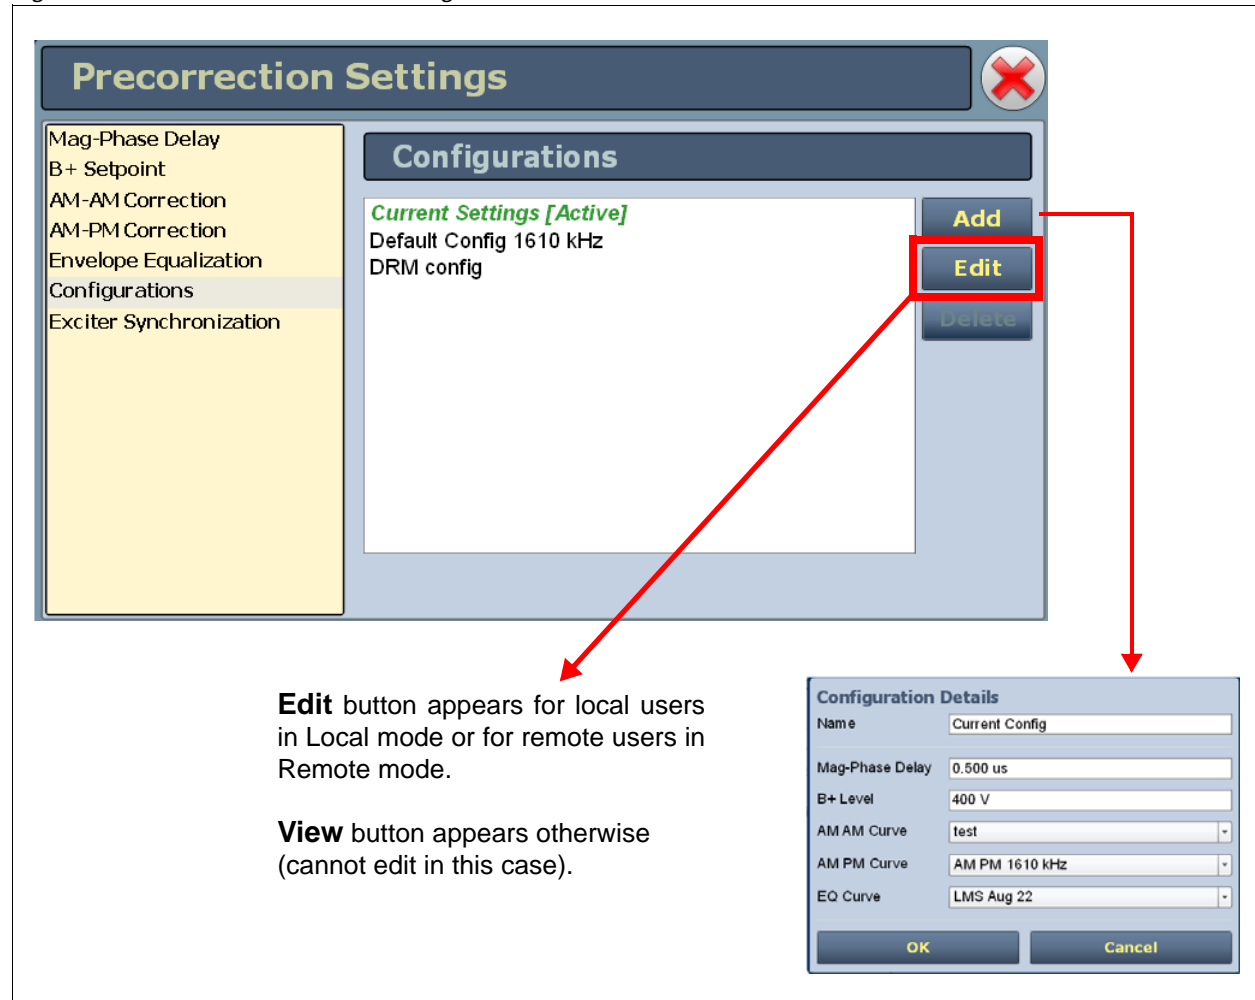 Precorrection Settings
Mag-Phase Delay
B+ Setpoint
AM-AM Correction
AM-PM Correction
Envelope Equalization
Configurations
Exciter Synchronization
Configurations
Current Settings [Active]
Default Config 1610 kHz
DRM config
Add
Edit
Delete
Edit button appears for local users
in Local mode or for remote users in
Remote mode.
View button appears otherwise
(cannot edit in this case).
Configuration Details
Name Current Config
Mag-Phase Delay 0.500 us
B+ Level 400 V
AM AM Curve test
AM PM Curve AM PM 1610 kHz
EQ Curve LMS Aug 22
OK Cancel